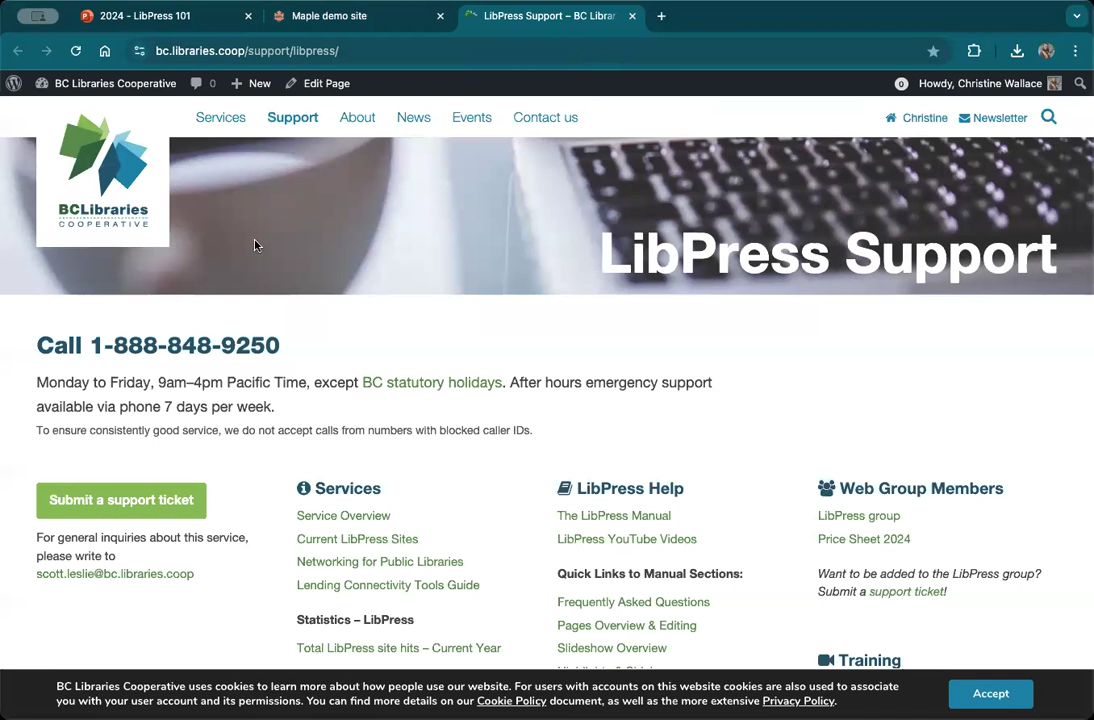 2024 - LibPress 101
Maple demo site
LibPress Support – BC Librar
bc.libraries.coop/support/libpress/
BC Libraries Cooperative 0 New Edit Page 0 Howdy, Christine Wallace
Services Support About News Events Contact us Christine Newsletter
BCLibraries
COOPERATIVE
LibPress Support
Call 1-888-848-9250
Monday to Friday, 9am–4pm Pacific Time, except BC statutory holidays. After hours emergency support
available via phone 7 days per week.
To ensure consistently good service, we do not accept calls from numbers with blocked caller IDs.
Submit a support ticket
For general inquiries about this service,
please write to
scott.leslie@bc.libraries.coop
Services
Service Overview
Current LibPress Sites
Networking for Public Libraries
Lending Connectivity Tools Guide
Statistics – LibPress
Total LibPress site hits – Current Year
LibPress Help
The LibPress Manual
LibPress YouTube Videos
Quick Links to Manual Sections:
Frequently Asked Questions
Pages Overview & Editing
Slideshow Overview
Web Group Members
LibPress group
Price Sheet 2024
Want to be added to the LibPress group?
Submit a support ticket!
Training
BC Libraries Cooperative uses cookies to learn more about how people use our website. For users with accounts on this website cookies are also used to associate
you with your user account and its permissions. You can find more details on our Cookie Policy document, as well as the more extensive Privacy Policy.
Accept